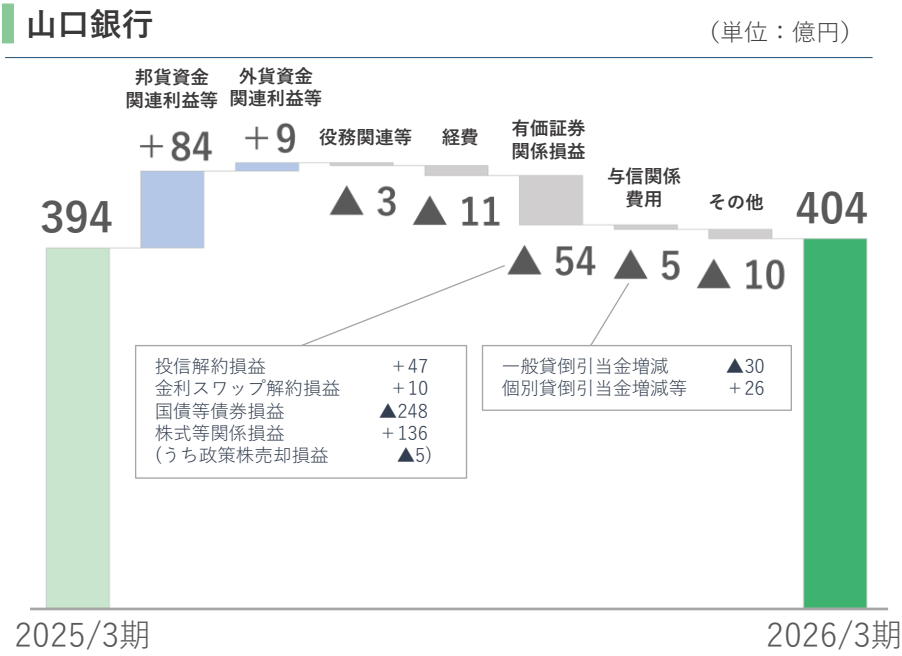 山口銀行
（単位：億円）
邦貨資金
関連利益等
＋84
外貨資金
関連利益等
＋9
役務関連等
▲ 3
経費
▲ 11
有価証券
関係損益
▲ 54
与信関係
費用
▲ 5
その他
▲ 10
394
404
投信解約損益 ＋47
金利スワップ解約損益 ＋10
国債等債券損益 ▲248
株式等関係損益 ＋136
(うち政策株売却損益 ▲5)
一般貸倒引当金増減 ▲30
個別貸倒引当金増減等 ＋26
2025/3期
2026/3期